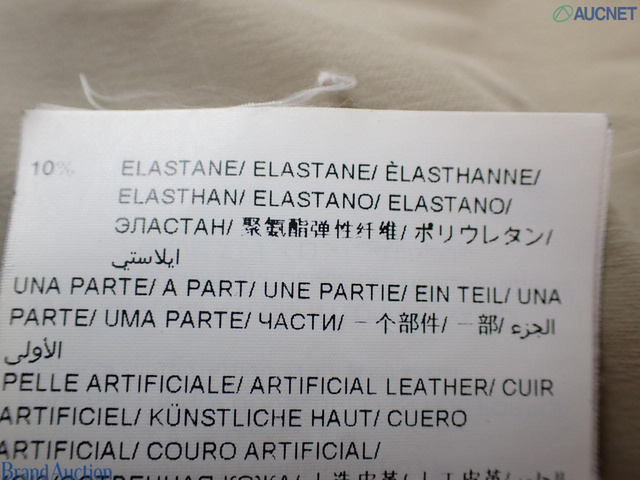 AUCNET
10% ELASTANE/ ELASTANE/ ÈLASTHANNE/
ELASTHAN/ ELASTANO/ ELASTANO/
ЭЛАСТАН/ 聚氨酯弹性纤维/ ポリウレタン/
ايلاستي
UNA PARTE/ A PART/ UNE PARTIE/ EIN TEIL/ UNA
PARTE/ UMA PARTE/ ЧАСТИ/ 一个部件/ 一部/ الجزء
الأولى
PELLE ARTIFICIALE/ ARTIFICIAL LEATHER/ CUIR
ARTIFICIEL/ KÜNSTLICHE HAUT/ CUERO
ARTIFICIAL/ COURO ARTIFICIAL/
Brand Auction